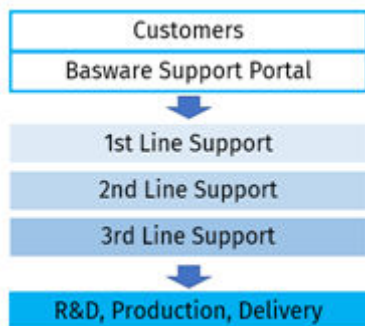 Customers
Basware Support Portal
1st Line Support
2nd Line Support
3rd Line Support
R&D, Production, Delivery